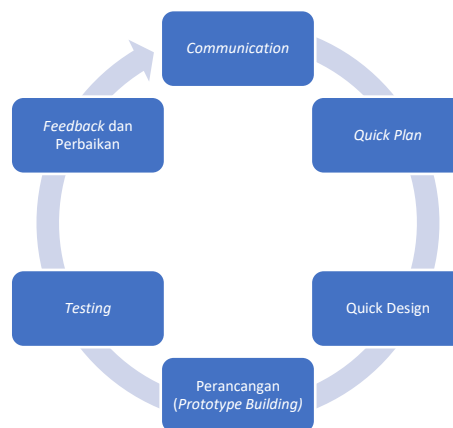 Communication
Quick Plan
Quick Design
Perancangan
(Prototype Building)
Testing
Feedback dan
Perbaikan